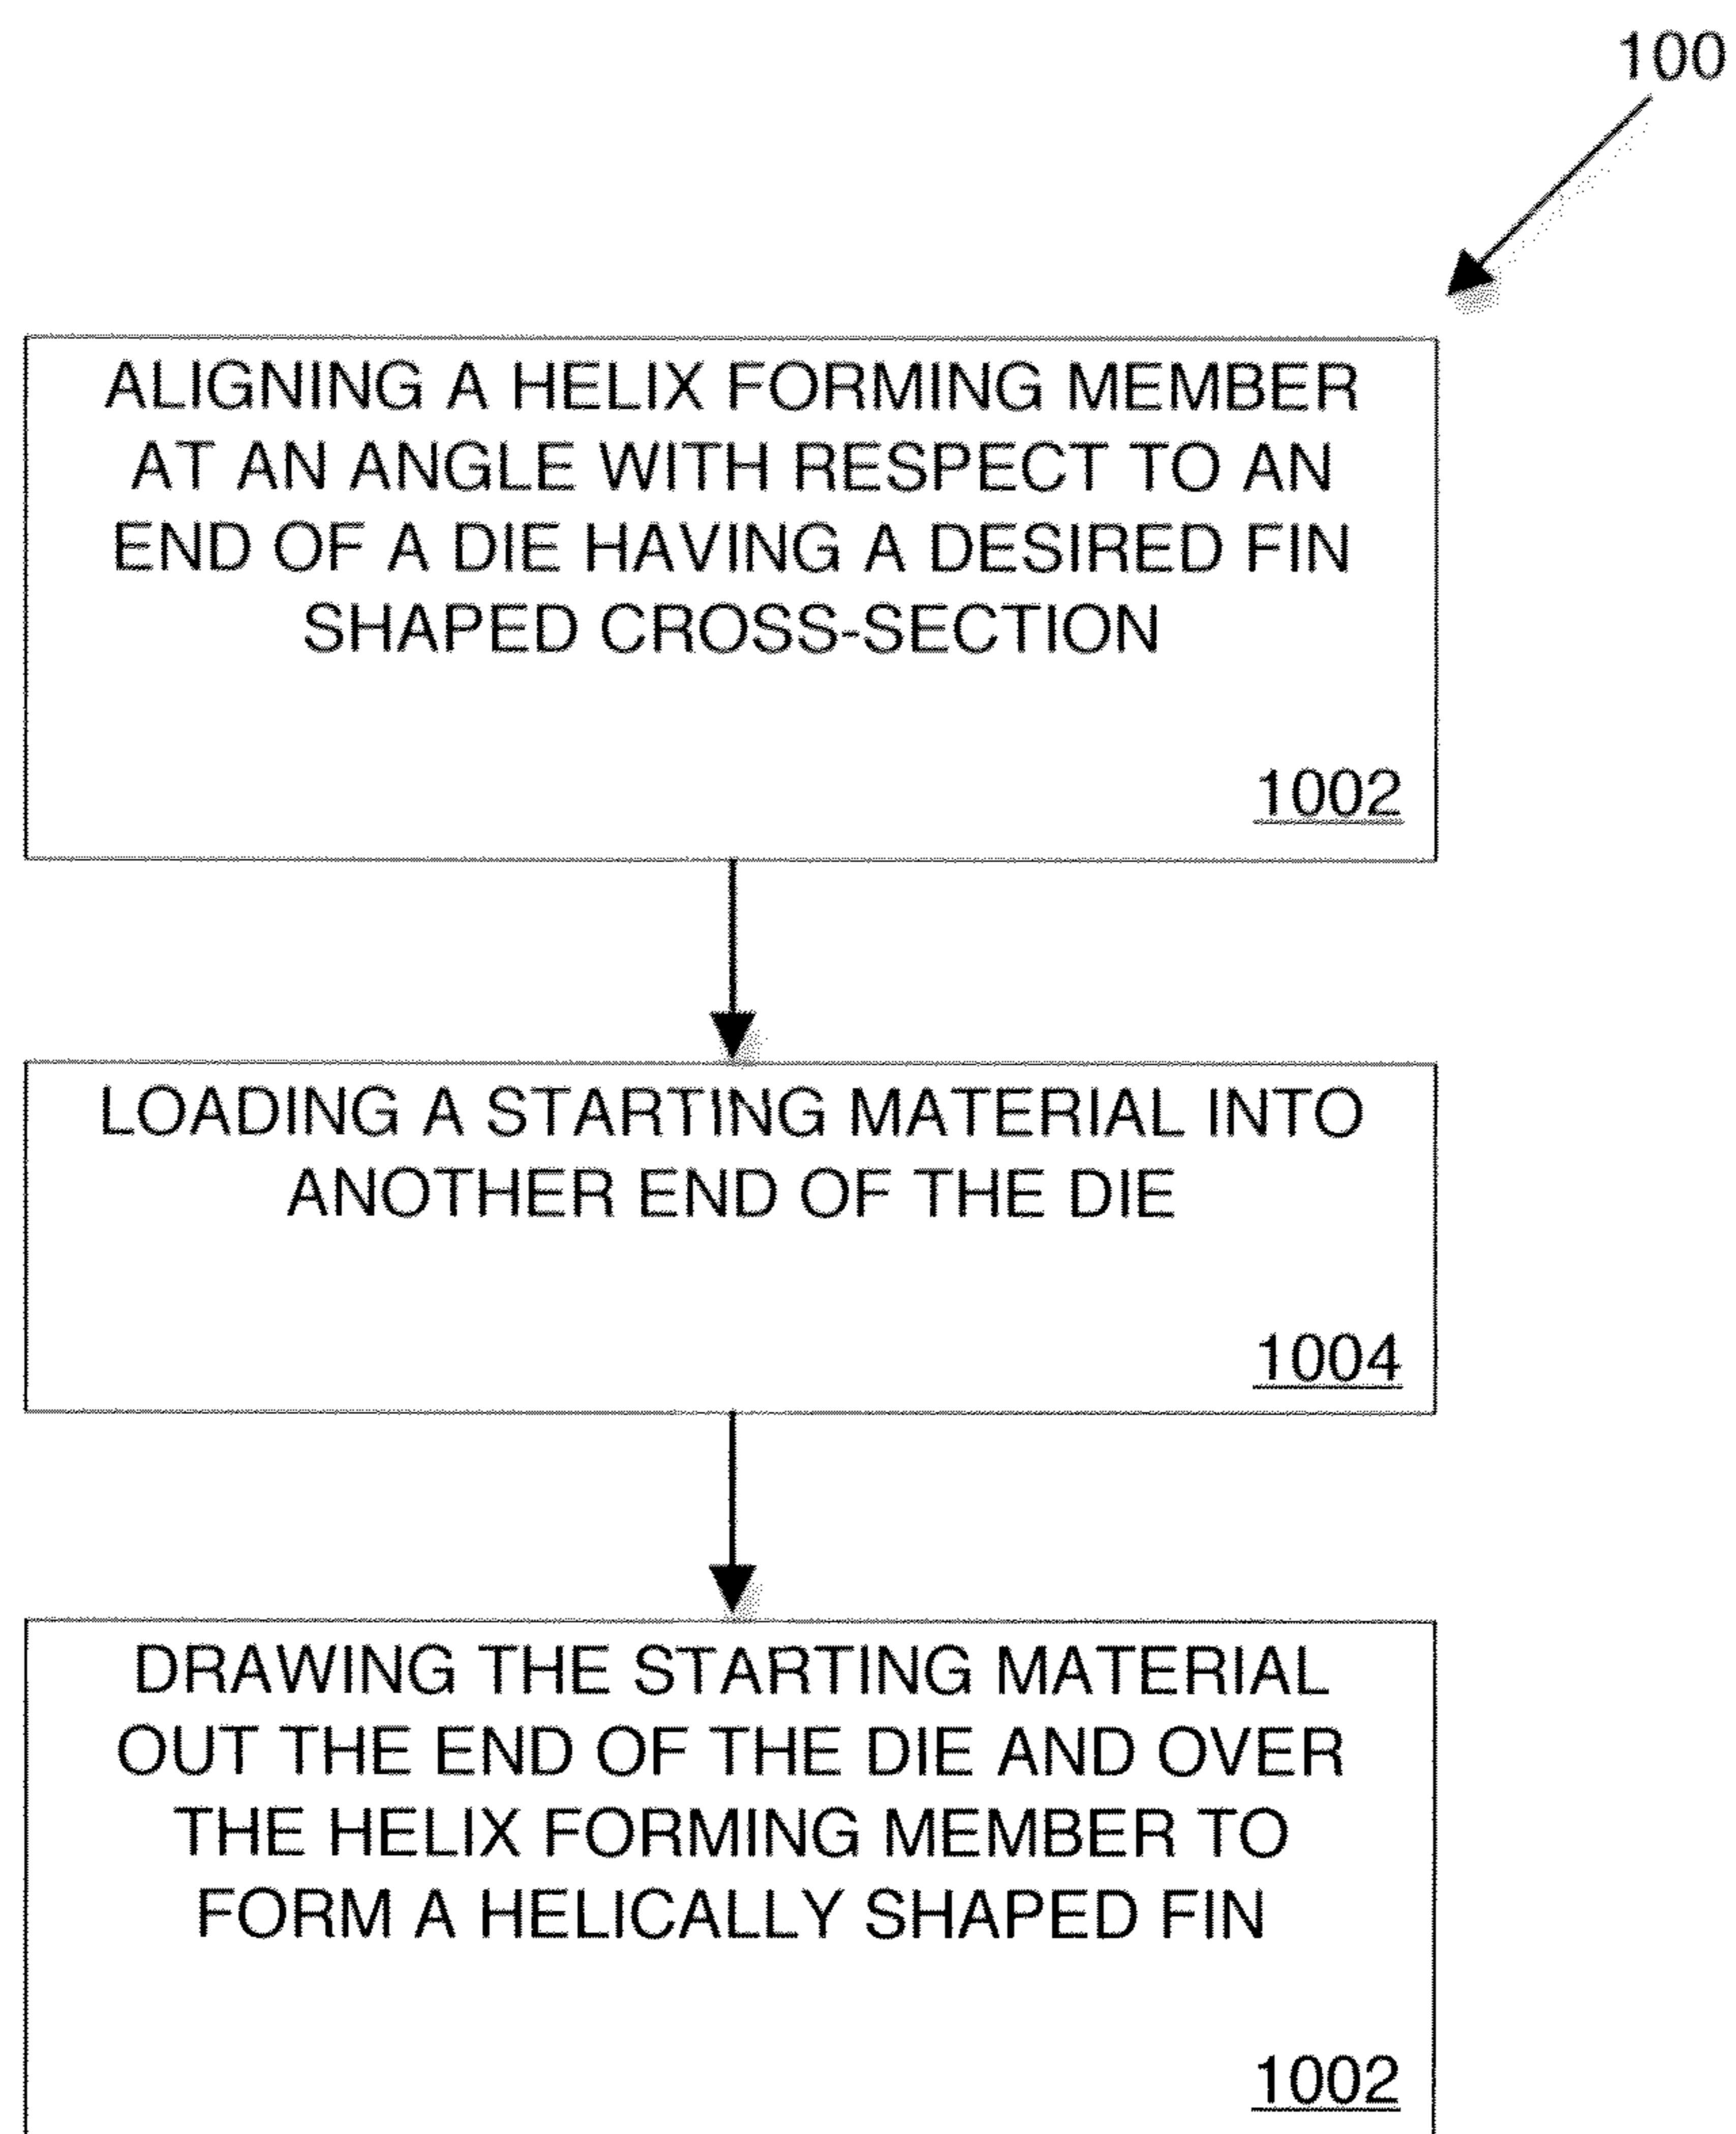 100
ALIGNING A HELIX FORMING MEMBER
AT AN ANGLE WITH RESPECT TO AN
END OF A DIE HAVING A DESIRED FIN
SHAPED CROSS-SECTION
1002
LOADING A STARTING MATERIAL INTO
ANOTHER END OF THE DIE
1004
DRAWING THE STARTING MATERIAL
OUT THE END OF THE DIE AND OVER
THE HELIX FORMING MEMBER TO
FORM A HELICALLY SHAPED FIN
1002